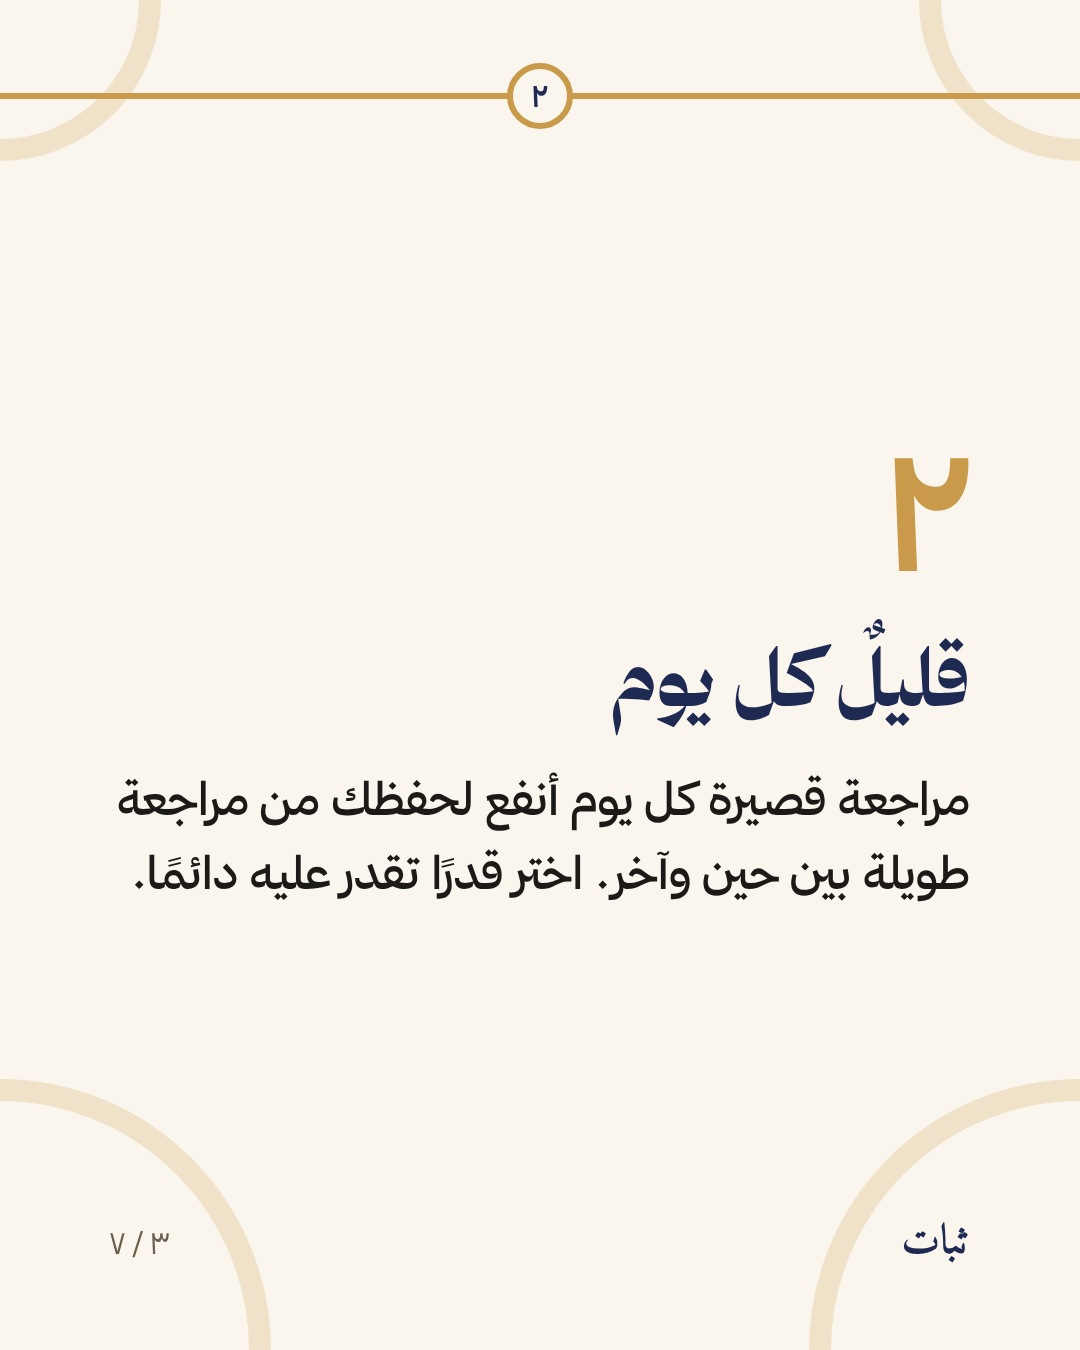 ٢
٢
قليلٌ كل يوم
مراجعة قصيرة كل يوم أنفع لحفظك من مراجعة
طويلة بين حين وآخر. اختر قدرًا تقدر عليه دائمًا.
ثبات
٣ / ٧